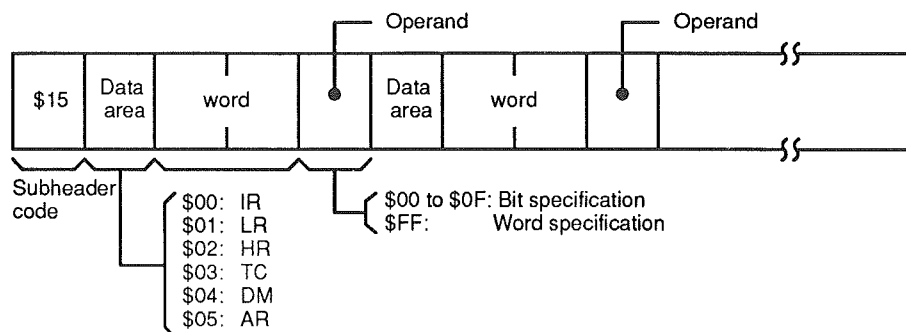 Operand
Operand
$15
Data
area
word
Data
area
word
Subheader
code
$00: IR
$01: LR
$02: HR
$03: TC
$04: DM
$05: AR
$00 to $0F: Bit specification
$FF: Word specification